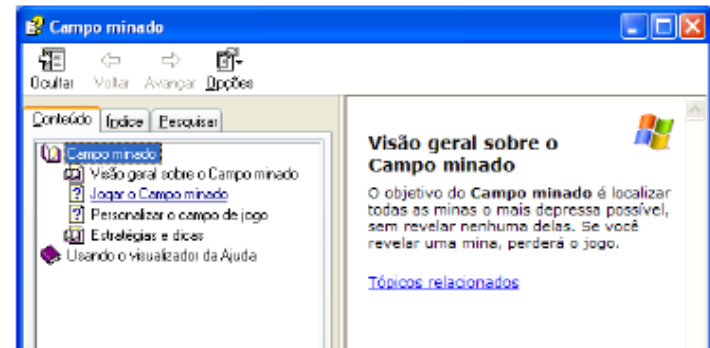 Campo minado
Ocultar Voltar Avançar Opções
Conteúdo Índice Pesquisar
Campo minado
Visão geral sobre o Campo minado
Jogar o Campo minado
Personalizar o campo de jogo
Estratégias e dicas
Usando o visualizador da Ajuda
Visão geral sobre o
Campo minado
O objetivo do Campo minado é localizar
todas as minas o mais depressa possível,
sem revelar nenhuma delas. Se você
revelar uma mina, perderá o jogo.
Tópicos relacionados